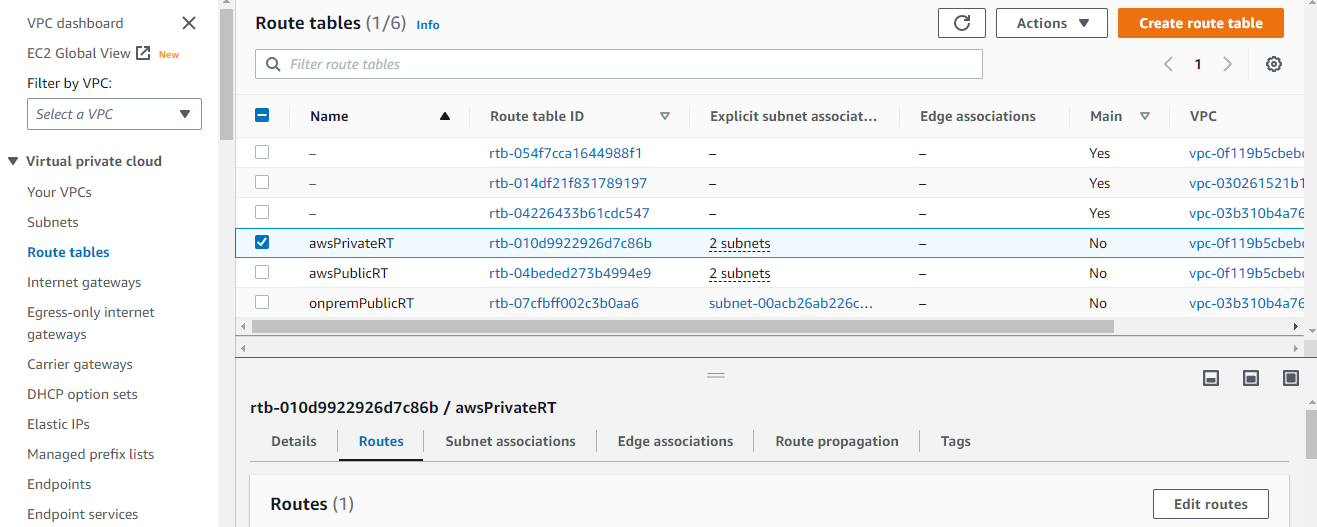 VPC dashboard
EC2 Global View New
Filter by VPC:
Select a VPC
Virtual private cloud
Your VPCs
Subnets
Route tables
Internet gateways
Egress-only internet
gateways
Carrier gateways
DHCP option sets
Elastic IPs
Managed prefix lists
Endpoints
Endpoint services
Route tables (1/6) Info
Actions
Create route table
Filter route tables
1
Name Route table ID Explicit subnet associat... Edge associations Main VPC
– rtb-054f7cca1644988f1 – – Yes vpc-0f119b5cbebc
– rtb-014df21f831789197 – – Yes vpc-030261521b1
– rtb-04226433b61cdc547 – – Yes vpc-03b310b4a76
awsPrivateRT rtb-010d9922926d7c86b 2 subnets – No vpc-0f119b5cbebc
awsPublicRT rtb-04beded273b4994e9 2 subnets – No vpc-0f119b5cbebc
onpremPublicRT rtb-07cfbff002c3b0aa6 subnet-00acb26ab226c... – No vpc-03b310b4a76
rtb-010d9922926d7c86b / awsPrivateRT
Details Routes Subnet associations Edge associations Route propagation Tags
Routes (1)
Edit routes